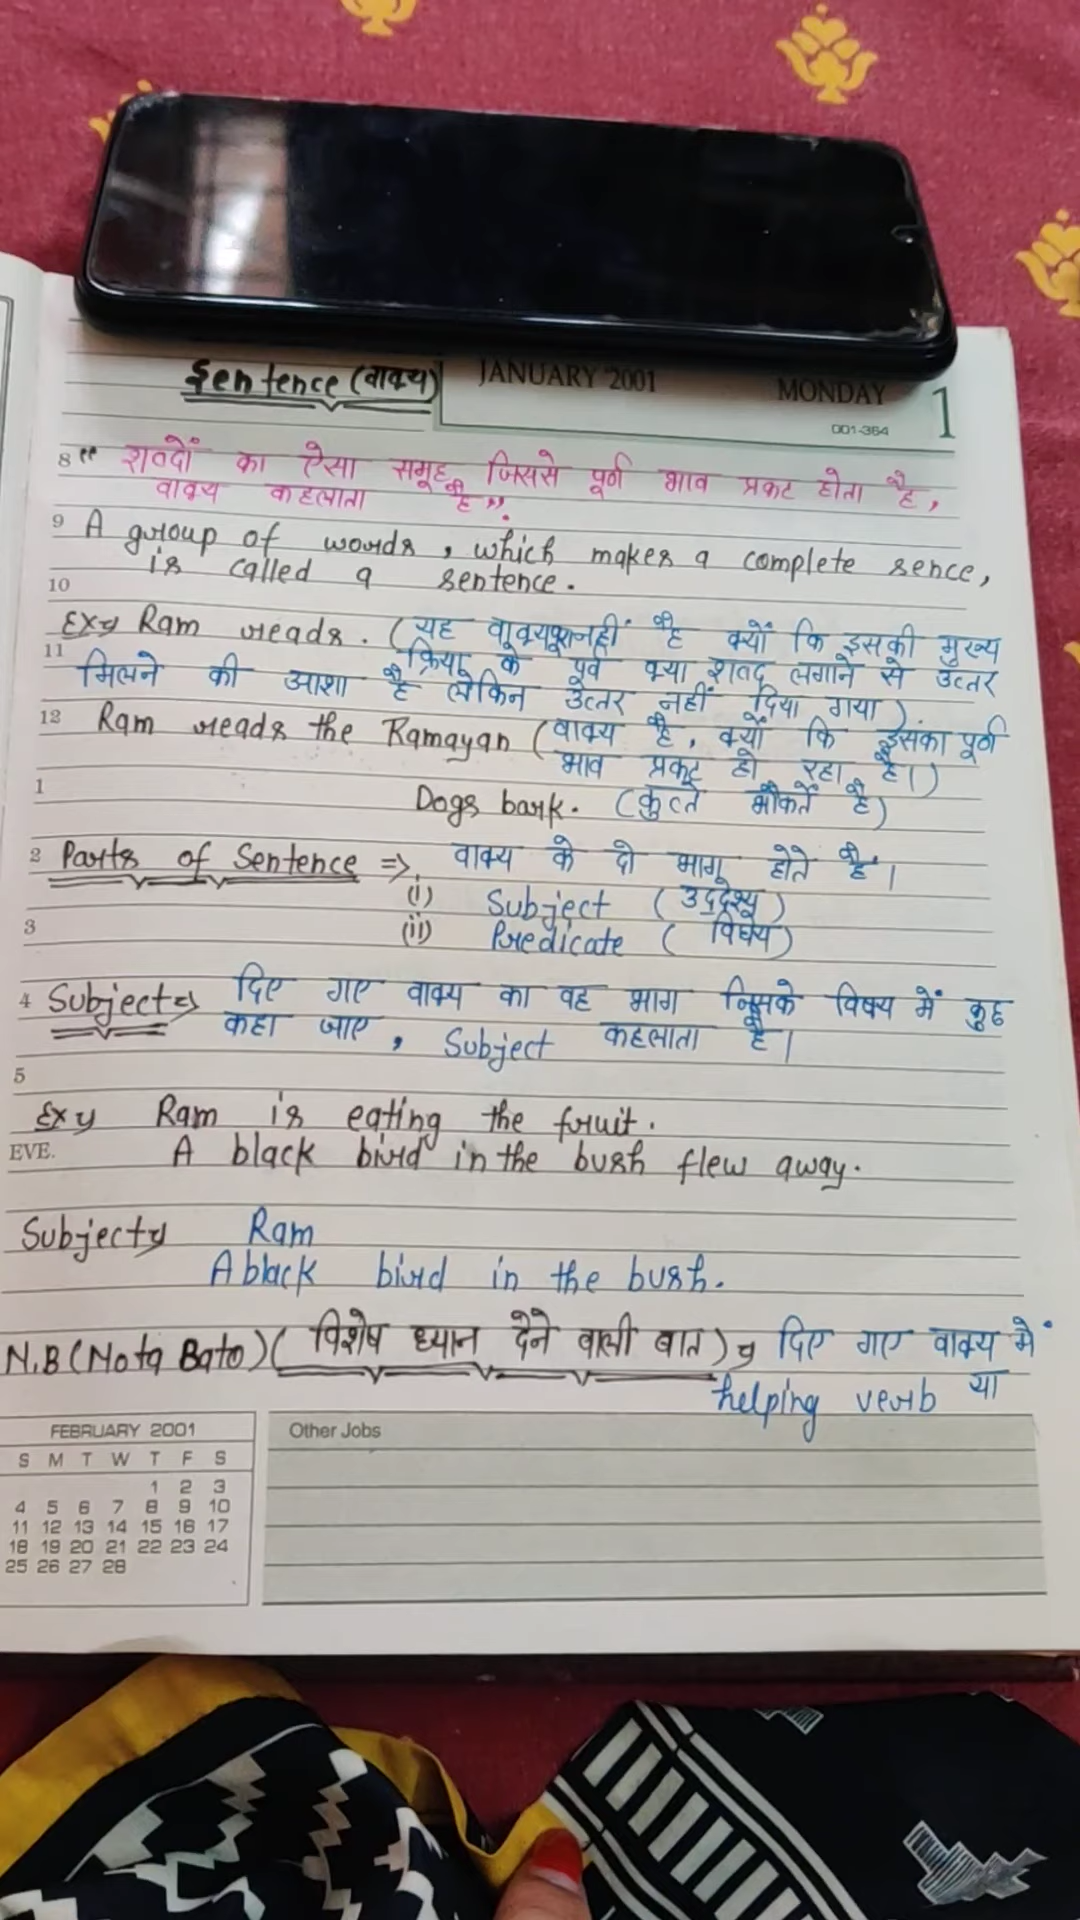 Sentence (वाक्य)
JANUARY 2001 MONDAY 1
001-364
8 " शब्दों का ऐसा समूह जिससे पूर्ण भाव प्रकट होता है,
वाक्य कहलाता है".
9 A group of words, which makes a complete sence,
is called a sentence.
10
Ex⇒ Ram reads. (यह वाक्य नहीं है क्यों कि इसकी मुख्य
11 क्रिया के पूर्व क्या शब्द लगाने से उत्तर
मिलने की आशा है लेकिन उत्तर नहीं दिया गया)
12 Ram reads the Ramayan (वाक्य है, क्यों कि इसका पूर्ण
भाव प्रकट हो रहा है।)
1 Dogs bark. (कुत्ते भौकतें है)
2 Parts of Sentence ⇒ वाक्य के दो भाग होते हैं।
(i) Subject (उद्देश्य)
3 (ii) Predicate (विधेय)
4 Subject⇒ दिए गए वाक्य का वह भाग जिसके विषय में कुछ
कहा जाए, Subject कहलाता है।
5
Ex⇒ Ram is eating the fruit.
EVE. A black bird in the bush flew away.
Subject⇒ Ram
A black bird in the bush.
N.B (Nota Bato) (विशेष ध्यान देने वाली बात)⇒ दिए गए वाक्य में
helping verb या
FEBRUARY 2001
S M T W T F S
1 2 3
4 5 6 7 8 9 10
11 12 13 14 15 16 17
18 19 20 21 22 23 24
25 26 27 28
Other Jobs